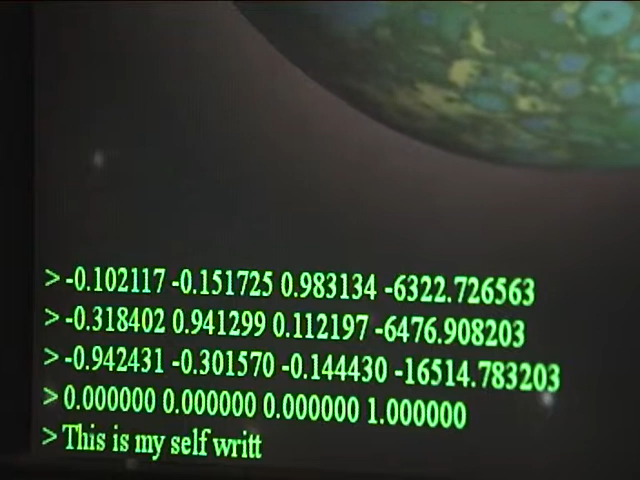 > -0.102117 -0.151725 0.983134 -6322.726563
> -0.318402 0.941299 0.112197 -6476.908203
> -0.942431 -0.301570 -0.144430 -16514.783203
> 0.000000 0.000000 0.000000 1.000000
> This is my self writt